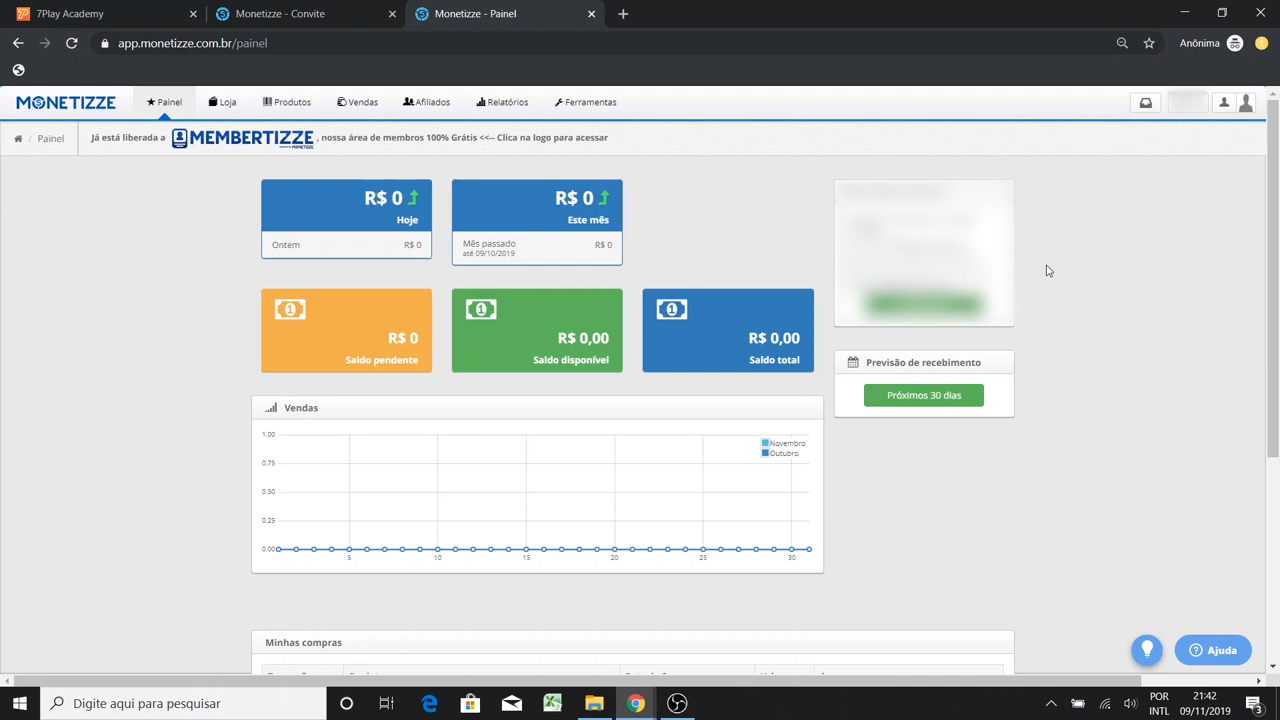 7Play Academy
Monetizze - Convite
Monetizze - Painel
app.monetizze.com.br/painel
Anônima
MONETIZZE
Painel
Loja
Produtos
Vendas
Afiliados
Relatórios
Ferramentas
/ Painel
Já está liberada a MEMBERTIZZE , nossa área de membros 100% Grátis <<-- Clica na logo para acessar
R$ 0
Hoje
Ontem R$ 0
R$ 0
Este mês
Mês passado R$ 0
até 09/10/2019
R$ 0
Saldo pendente
R$ 0,00
Saldo disponível
R$ 0,00
Saldo total
Previsão de recebimento
Próximos 30 dias
Vendas
1.00
0.75
0.50
0.25
0.00
Novembro
Outubro
5 10 15 20 25 30
Minhas compras
Ajuda
Digite aqui para pesquisar
POR
INTL
21:42
09/11/2019
3